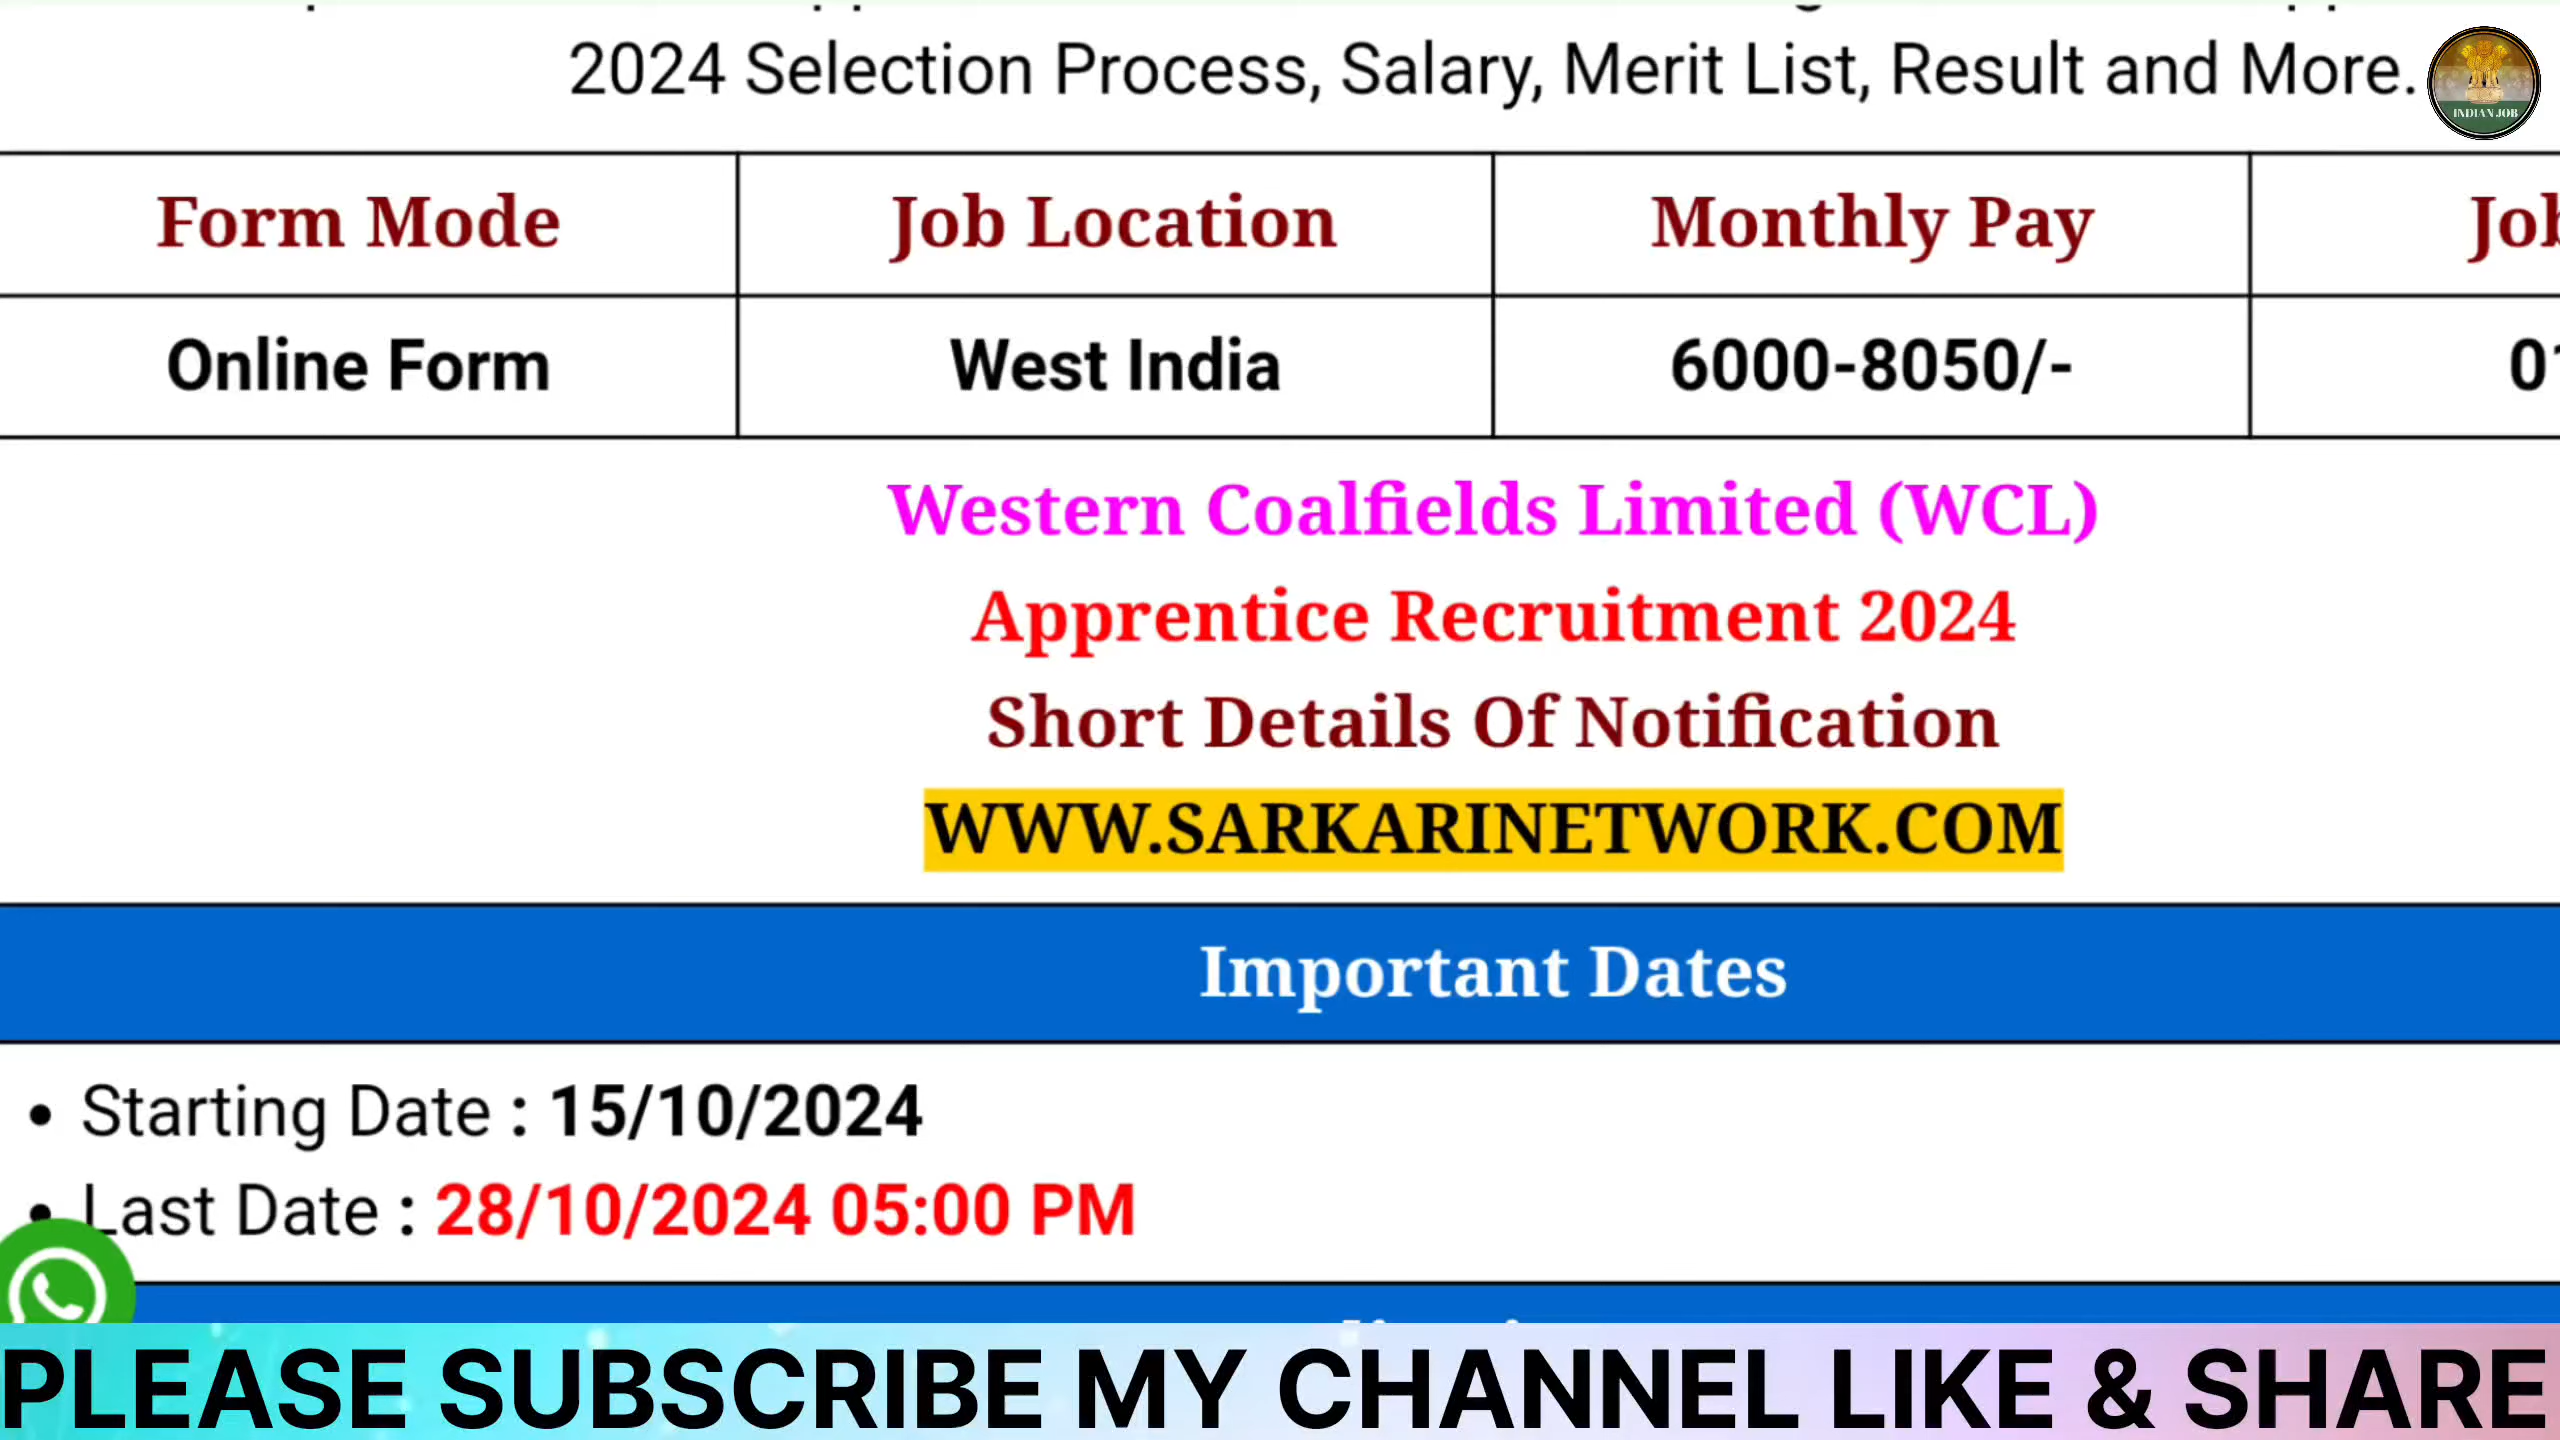 2024 Selection Process, Salary, Merit List, Result and More.
INDIAN JOB
Form Mode
Job Location
Monthly Pay
Online Form
West India
6000-8050/-
Western Coalfields Limited (WCL)
Apprentice Recruitment 2024
Short Details Of Notification
WWW.SARKARINETWORK.COM
Important Dates
• Starting Date : 15/10/2024
• Last Date : 28/10/2024 05:00 PM
PLEASE SUBSCRIBE MY CHANNEL LIKE & SHARE